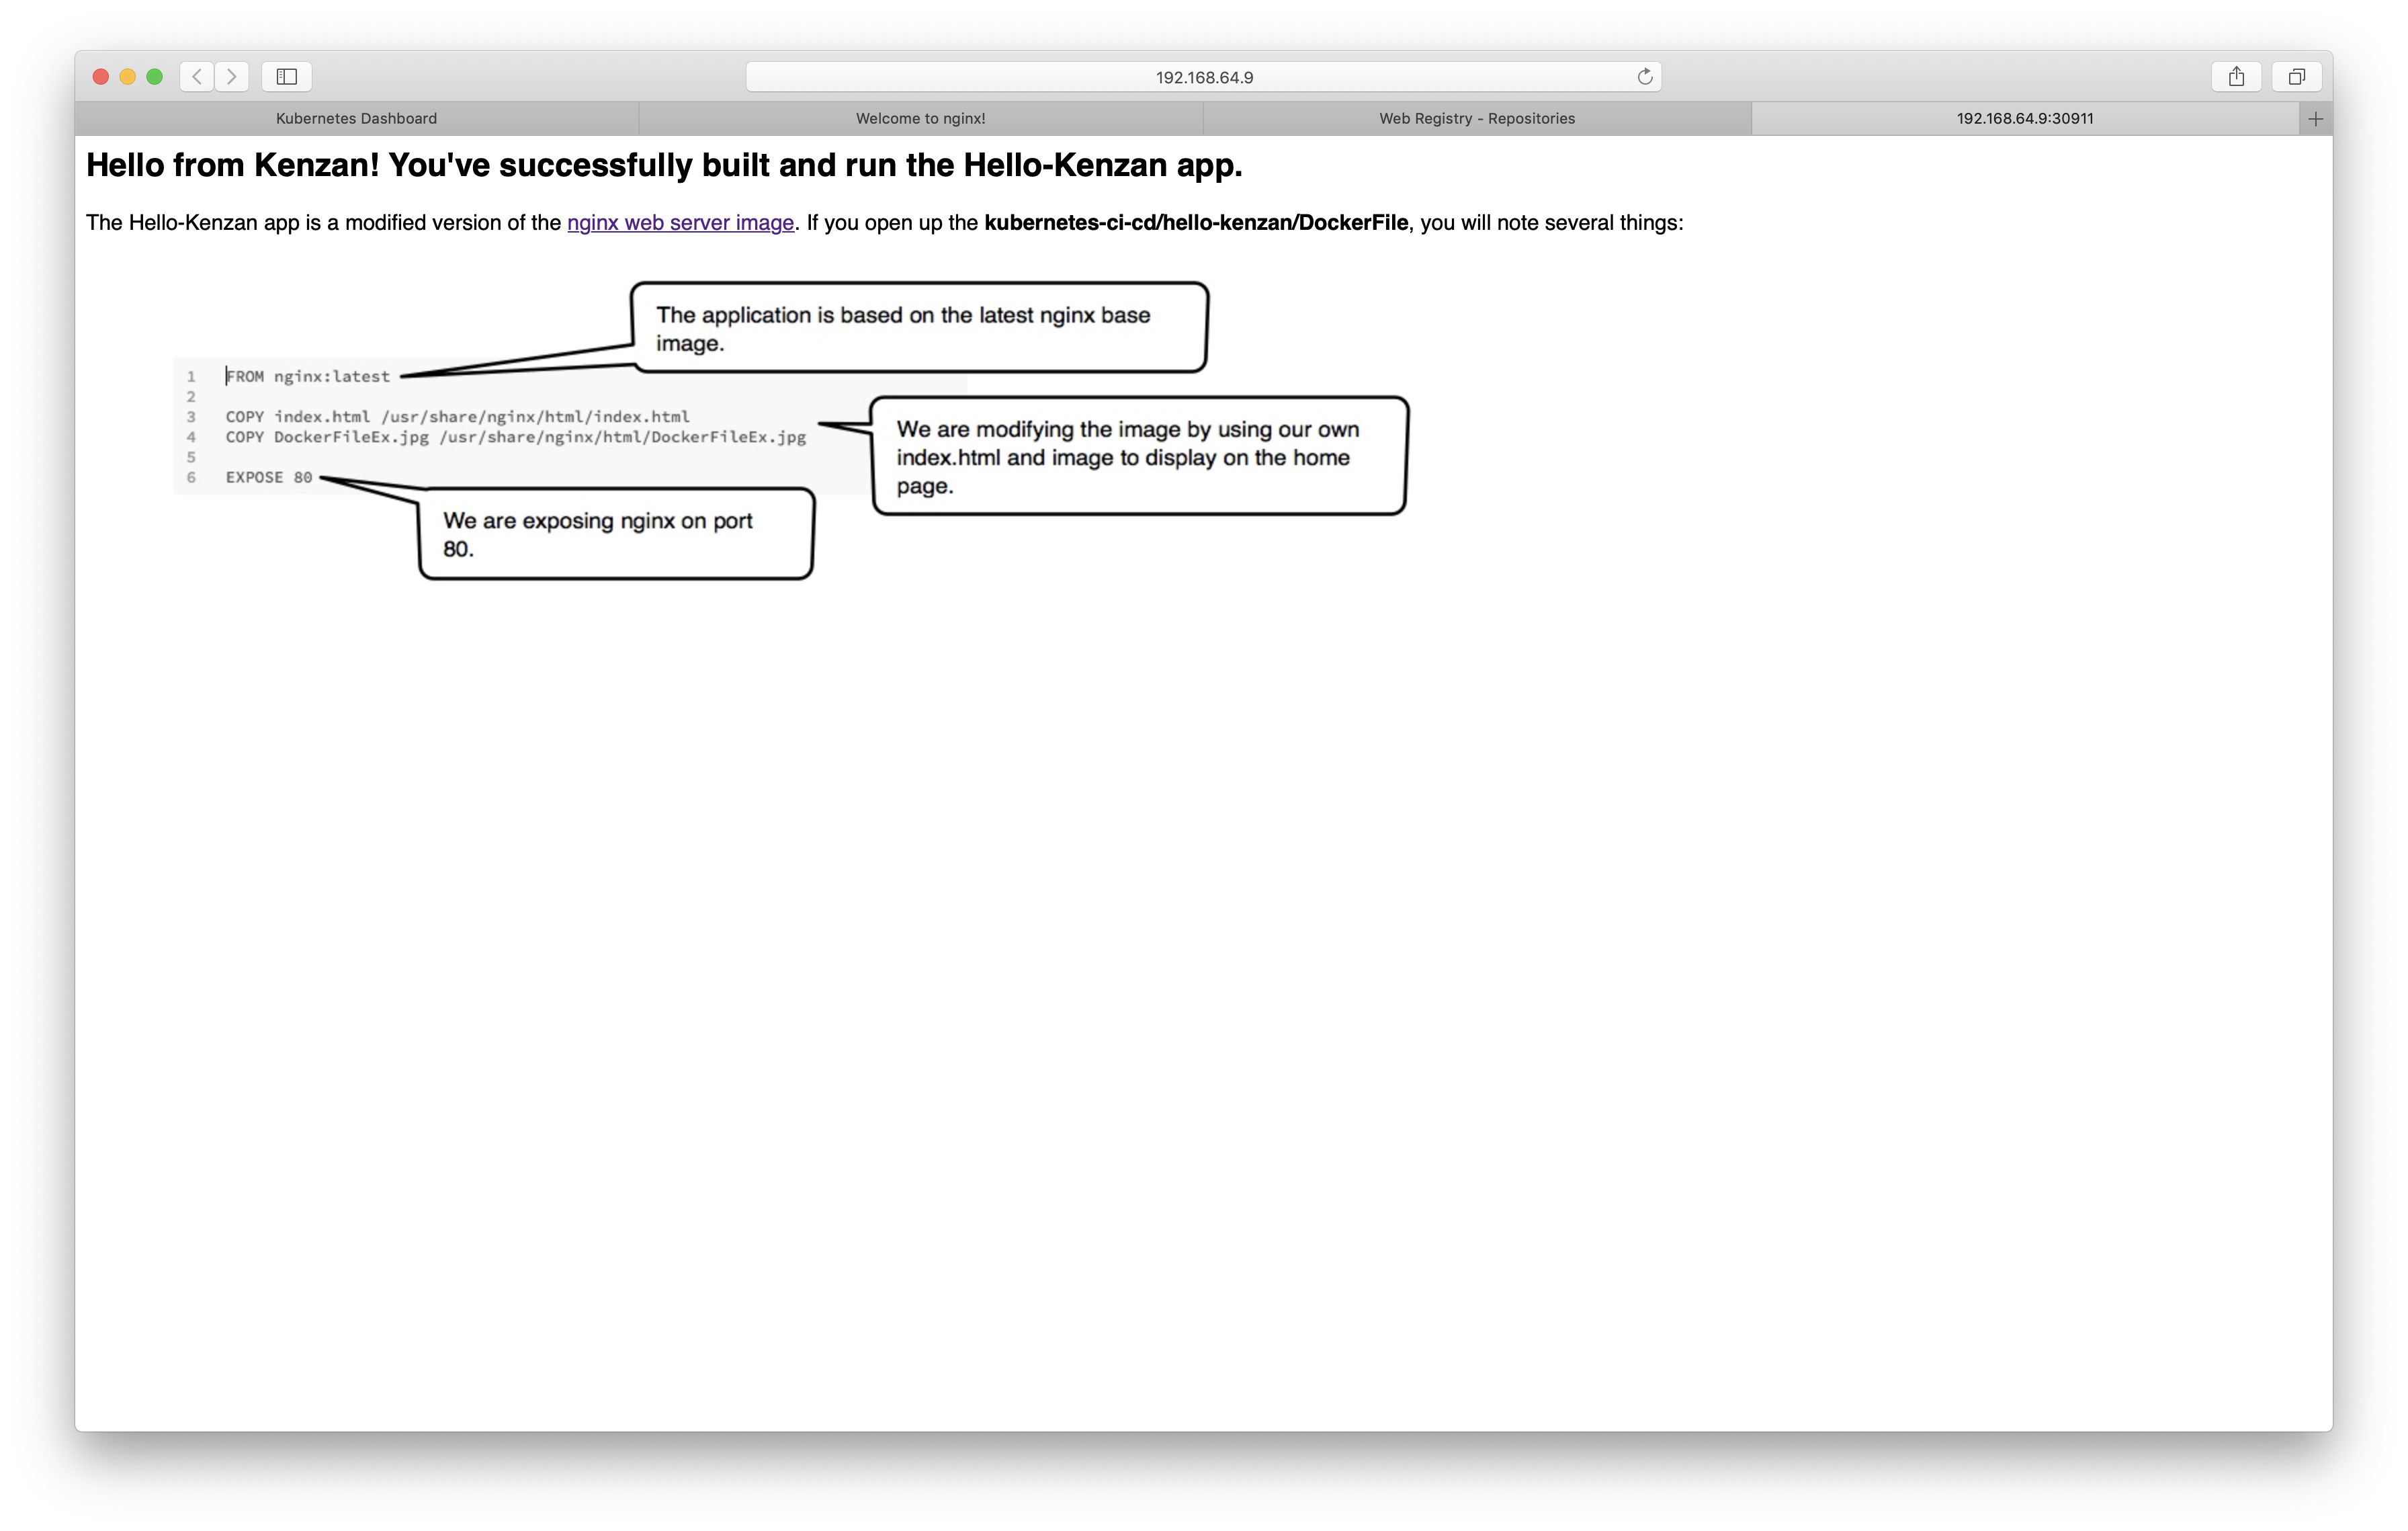 192.168.64.9
Kubernetes Dashboard
Welcome to nginx!
Web Registry - Repositories
192.168.64.9:30911
Hello from Kenzan! You've successfully built and run the Hello-Kenzan app.
The Hello-Kenzan app is a modified version of the nginx web server image. If you open up the kubernetes-ci-cd/hello-kenzan/DockerFile, you will note several things:
The application is based on the latest nginx base
image.
1 FROM nginx:latest
2
3 COPY index.html /usr/share/nginx/html/index.html
4 COPY DockerFileEx.jpg /usr/share/nginx/html/DockerFileEx.jpg
5
6 EXPOSE 80
We are modifying the image by using our own
index.html and image to display on the home
page.
We are exposing nginx on port
80.